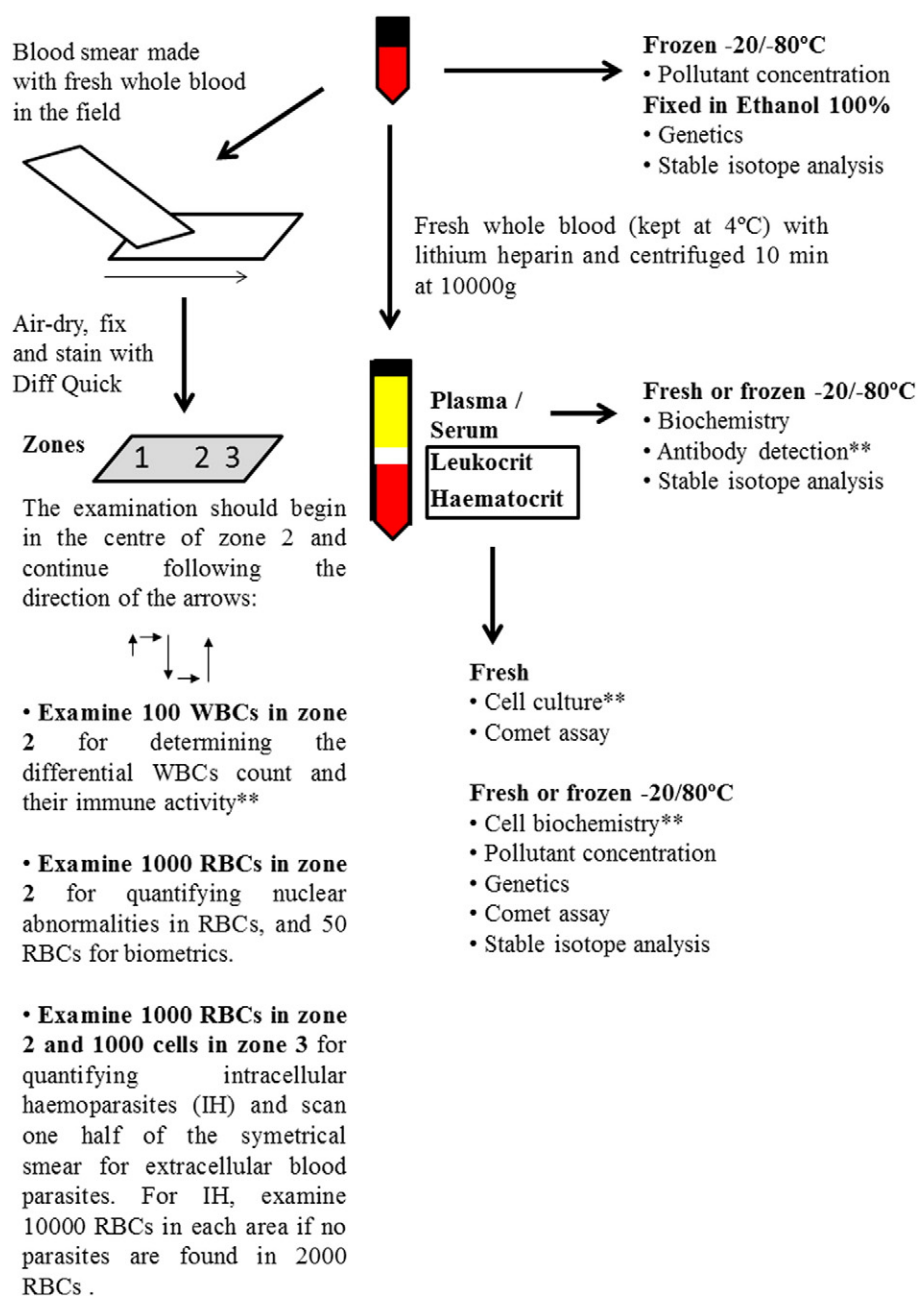 Blood smear made
with fresh whole blood
in the field
Frozen -20/-80ºC
• Pollutant concentration
Fixed in Ethanol 100%
• Genetics
• Stable isotope analysis
Fresh whole blood (kept at 4ºC) with
lithium heparin and centrifuged 10 min
at 10000g
Air-dry, fix
and stain with
Diff Quick
Zones
1 2 3
Plasma /
Serum
Leukocrit
Haematocrit
Fresh or frozen -20/-80ºC
• Biochemistry
• Antibody detection**
• Stable isotope analysis
The examination should begin
in the centre of zone 2 and
continue following the
direction of the arrows:
• Examine 100 WBCs in zone
2 for determining the
differential WBCs count and
their immune activity**
• Examine 1000 RBCs in zone
2 for quantifying nuclear
abnormalities in RBCs, and 50
RBCs for biometrics.
• Examine 1000 RBCs in zone
2 and 1000 cells in zone 3 for
quantifying intracellular
haemoparasites (IH) and scan
one half of the symetrical
smear for extracellular blood
parasites. For IH, examine
10000 RBCs in each area if no
parasites are found in 2000
RBCs .
Fresh
• Cell culture**
• Comet assay
Fresh or frozen -20/80ºC
• Cell biochemistry**
• Pollutant concentration
• Genetics
• Comet assay
• Stable isotope analysis